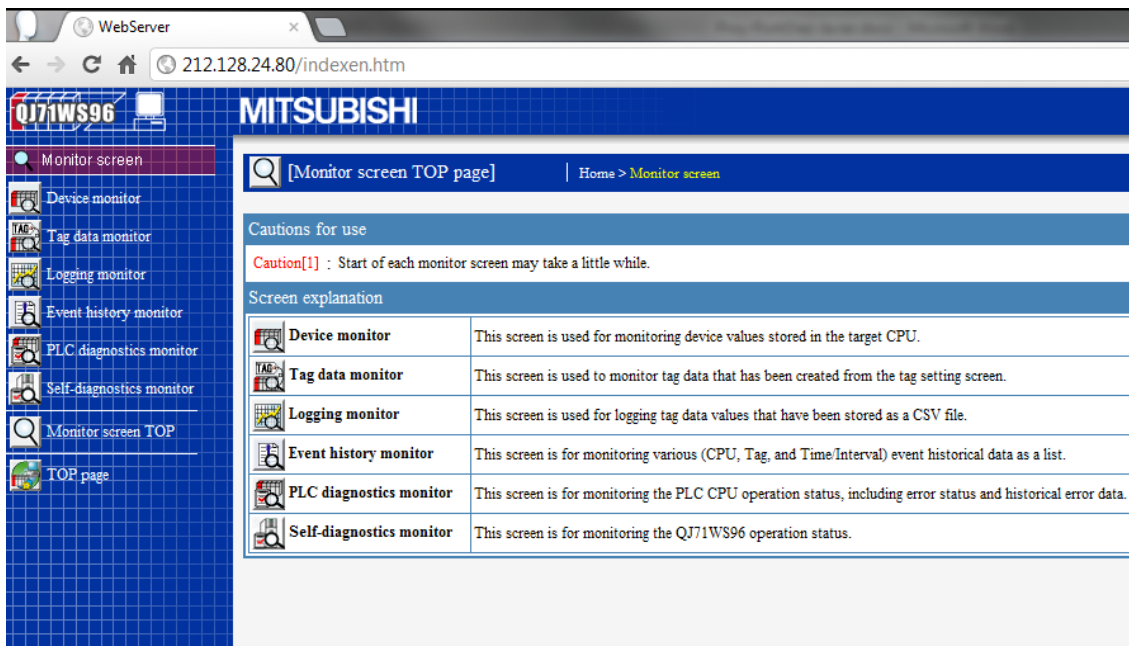 WebServer
212.128.24.80/indexen.htm
QJ71WS96
MITSUBISHI
Monitor screen
Device monitor
Tag data monitor
Logging monitor
Event history monitor
PLC diagnostics monitor
Self-diagnostics monitor
Monitor screen TOP
TOP page
[Monitor screen TOP page] Home > Monitor screen
Cautions for use
Caution[1] : Start of each monitor screen may take a little while.
Screen explanation
Device monitor This screen is used for monitoring device values stored in the target CPU.
TAG Tag data monitor This screen is used to monitor tag data that has been created from the tag setting screen.
Logging monitor This screen is used for logging tag data values that have been stored as a CSV file.
Event history monitor This screen is for monitoring various (CPU, Tag, and Time/Interval) event historical data as a list.
PLC diagnostics monitor This screen is for monitoring the PLC CPU operation status, including error status and historical error data.
Self-diagnostics monitor This screen is for monitoring the QJ71WS96 operation status.